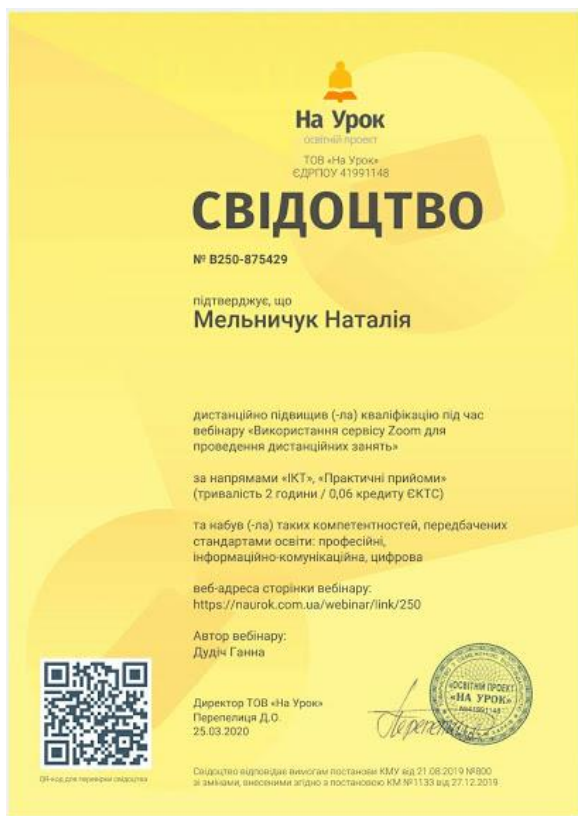 На Урок
освітній проект
ТОВ «На Урок»
ЄДРПОУ 41991148
СВІДОЦТВО
№ B250-875429
підтверджує, що
Мельничук Наталія
дистанційно підвищив (-ла) кваліфікацію під час
вебінару «Використання сервісу Zoom для
проведення дистанційних занять»
за напрямами «ІКТ», «Практичні прийоми»
(тривалість 2 години / 0,06 кредиту ЄКТС)
та набув (-ла) таких компетентностей, передбачених
стандартами освіти: професійні,
інформаційно-комунікаційна, цифрова
веб-адреса сторінки вебінару:
https://naurok.com.ua/webinar/link/250
Автор вебінару:
Дудіч Ганна
Директор ТОВ «На Урок»
Перепелиця Д.О.
25.03.2020
«ОСВІТНІЙ ПРОЕКТ
«НА УРОК»
№41991148
QR-код для перевірки свідоцтва
Свідоцтво відповідає вимогам постанови КМУ від 21.08.2019 №800
зі змінами, внесеними згідно з постановою КМ №1133 від 27.12.2019